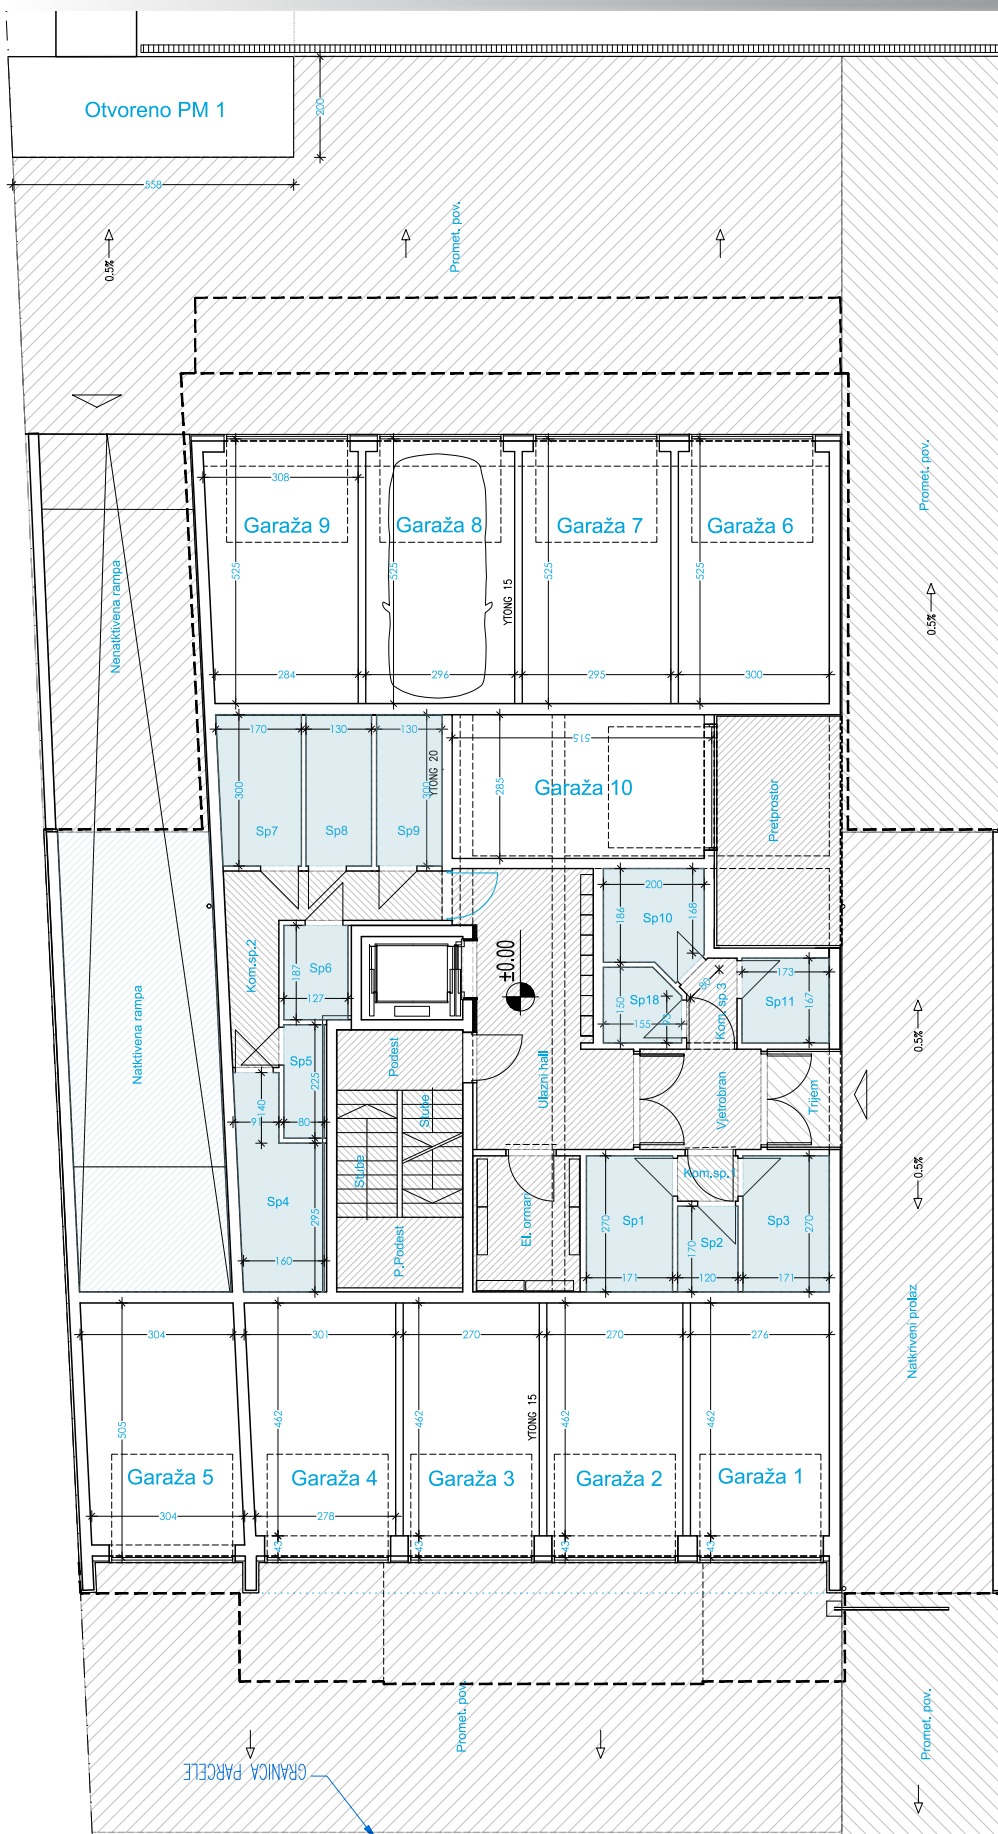 Otvoreno PM 1
200
558
Promet. pov.
0.5%
Promet. pov.
0.5%
308
Garaža 9
Garaža 8
Garaža 7
Garaža 6
525
525
525
525
YTONG 15
Nenatktivena rampa
284
296
295
300
170
130
130
515
YTONG 20
300
300
285
Garaža 10
Pretprostor
Sp7
Sp8
Sp9
200
186
168
Sp10
±0.00
Kom.sp.2
187
Sp6
127
80
Kom. sp.3
173
Sp11
167
150
Sp18
93
155
Natktivena rampa
Sp5
225
Podest
Ulazni hall
Vjetrobran
Trijem
0.5%
140
91
80
Stube
Stube
Sp4
295
160
P.Podest
El. ormari
Kom.sp.1
Sp1
Sp2
Sp3
270
170
270
171
120
171
0.5%
Natkriveni prolaz
304
301
270
270
276
505
462
462
462
462
YTONG 15
Garaža 5
Garaža 4
Garaža 3
Garaža 2
Garaža 1
304
278
43
43
43
43
Promet. pov.
Promet. pov.
GRANICA PARCELE